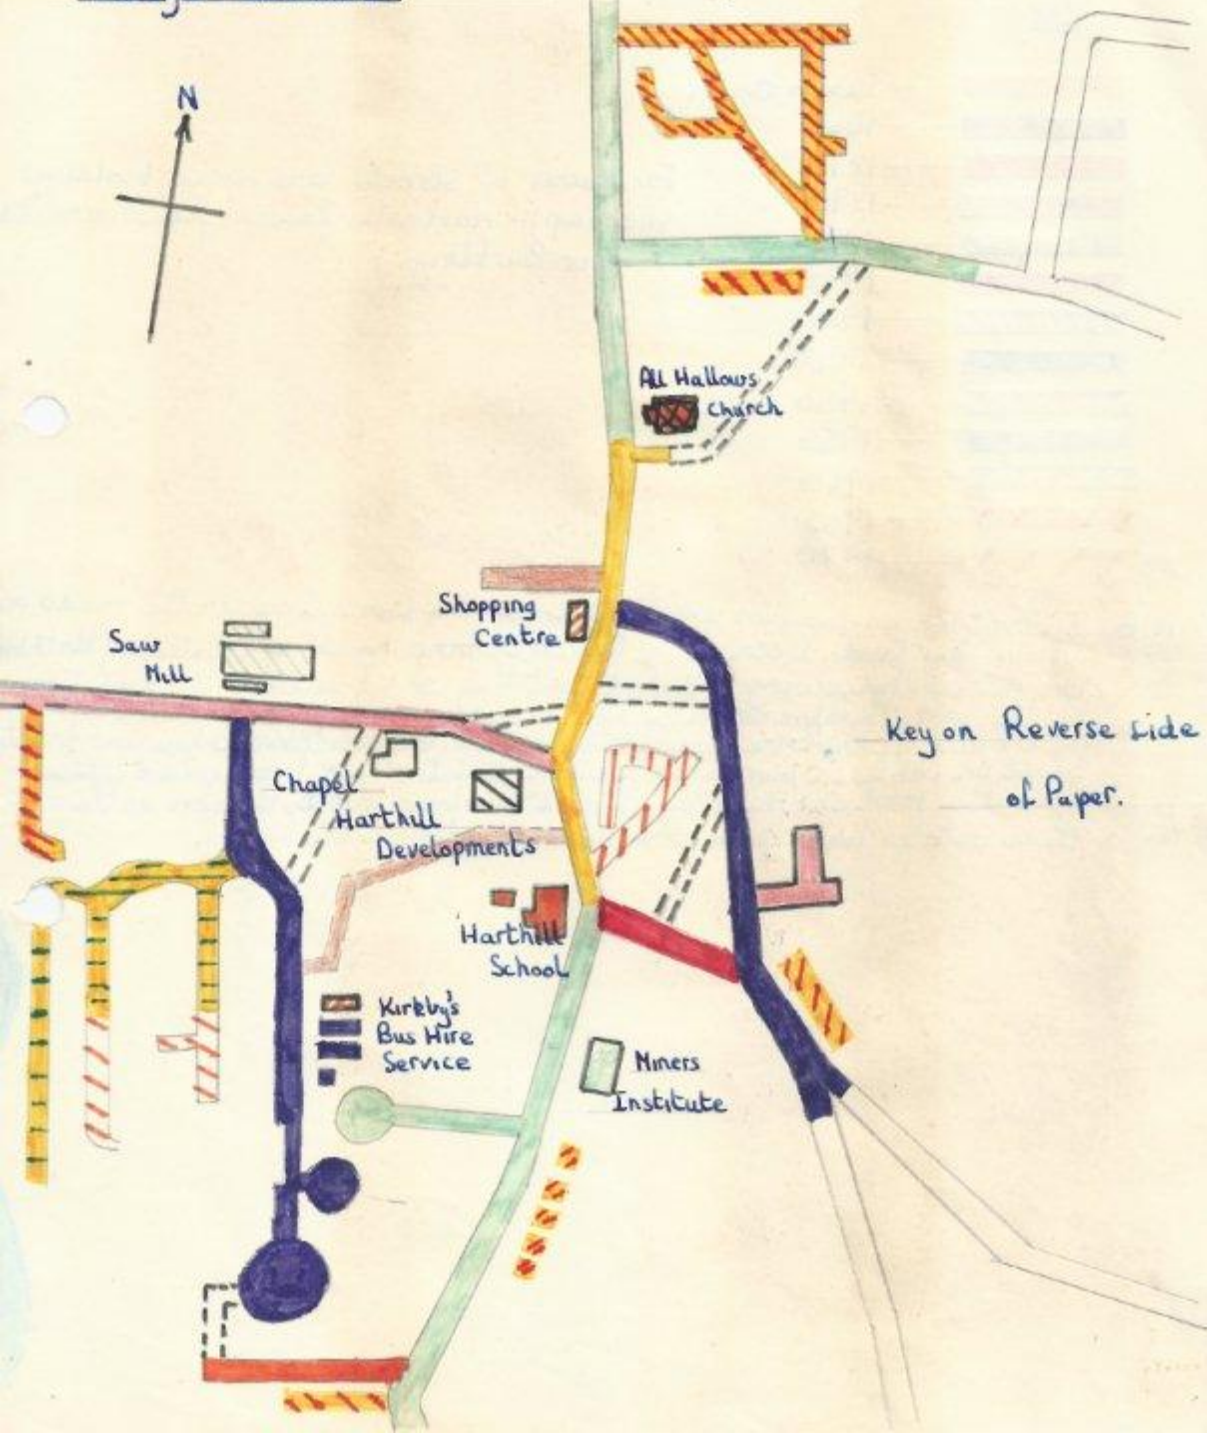 N
All Hallows
Church
Shopping
Centre
Saw
Mill
Key on Reverse Side
of Paper.
Chapel
Harthill
Developments
Harthill
School
Kirkby's
Bus Hire
Service
Miners
Institute